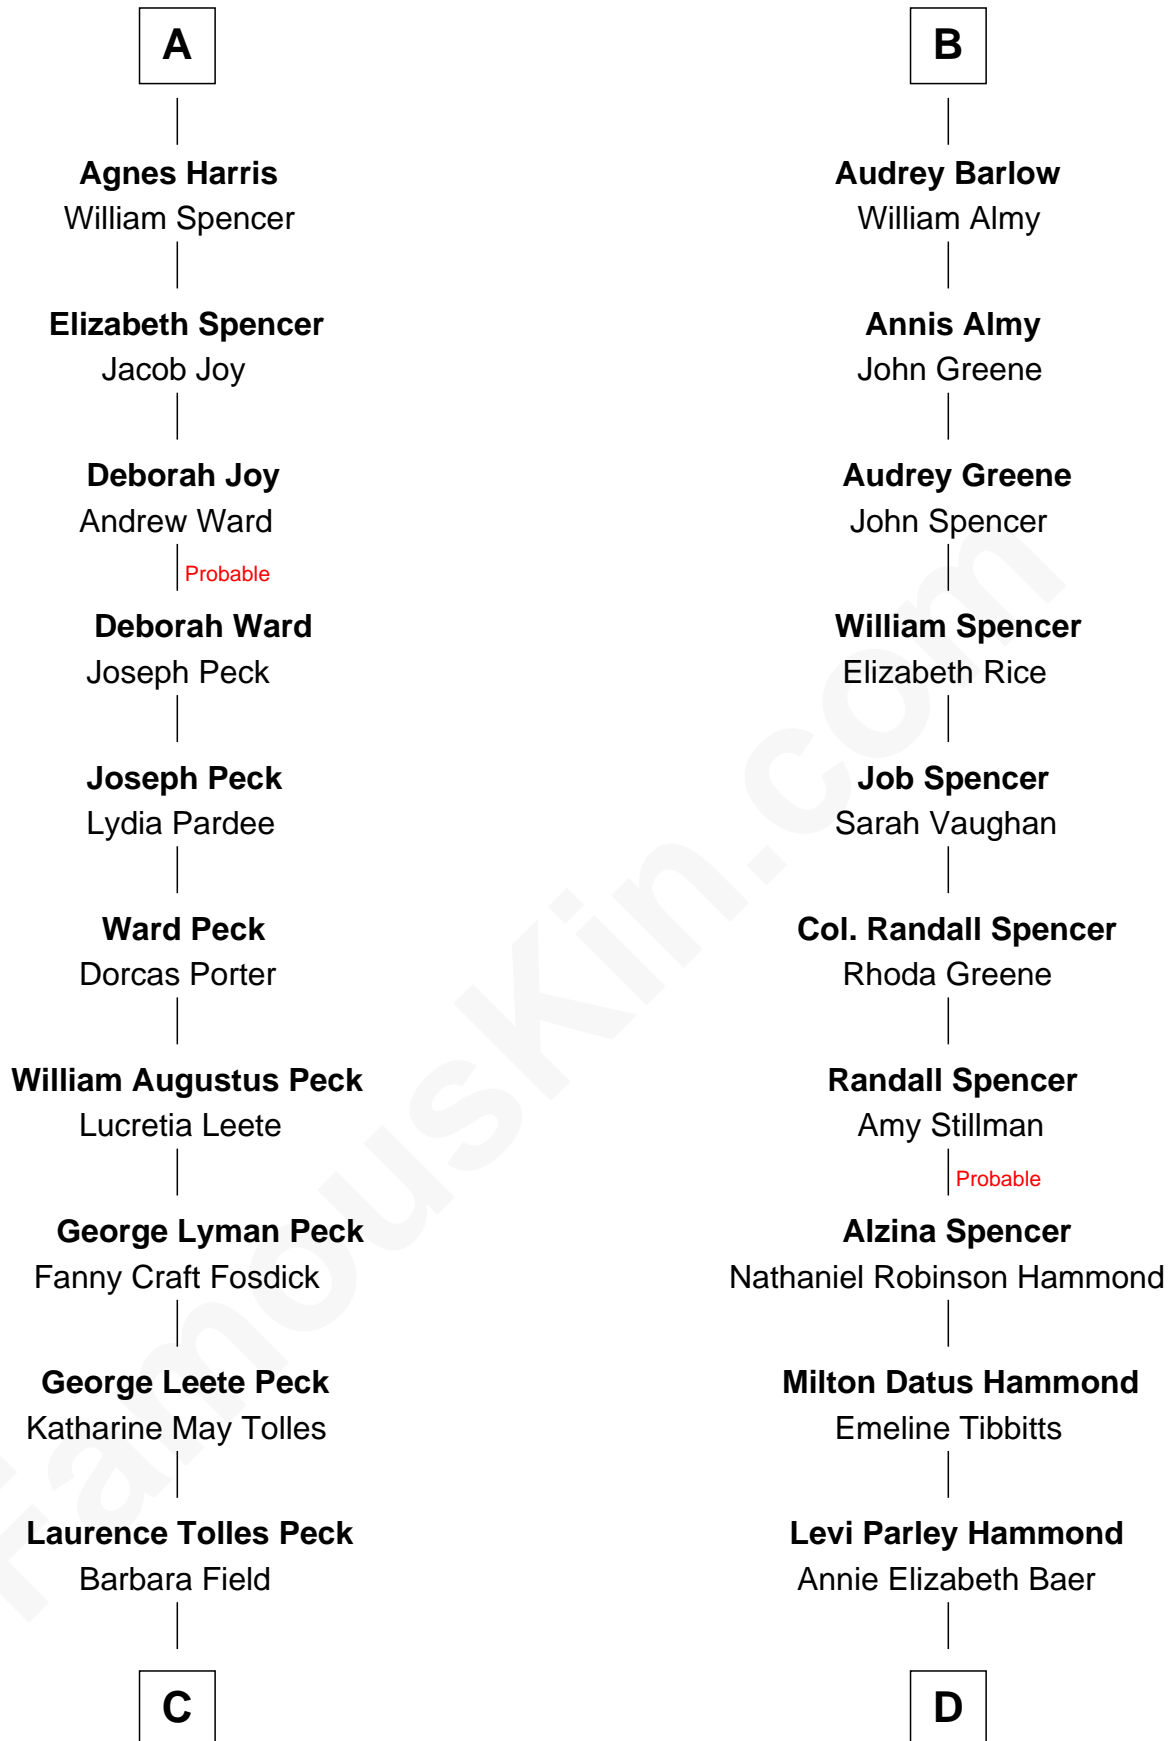 A
Agnes Harris
William Spencer
Elizabeth Spencer
Jacob Joy
Deborah Joy
Andrew Ward
Probable
Deborah Ward
Joseph Peck
Joseph Peck
Lydia Pardee
Ward Peck
Dorcas Porter
William Augustus Peck
Lucretia Leete
George Lyman Peck
Fanny Craft Fosdick
George Leete Peck
Katharine May Tolles
Laurence Tolles Peck
Barbara Field
C
B
Audrey Barlow
William Almy
Annis Almy
John Greene
Audrey Greene
John Spencer
William Spencer
Elizabeth Rice
Job Spencer
Sarah Vaughan
Col. Randall Spencer
Rhoda Greene
Randall Spencer
Amy Stillman
Probable
Alzina Spencer
Nathaniel Robinson Hammond
Milton Datus Hammond
Emeline Tibbitts
Levi Parley Hammond
Annie Elizabeth Baer
D
FamousKin.com